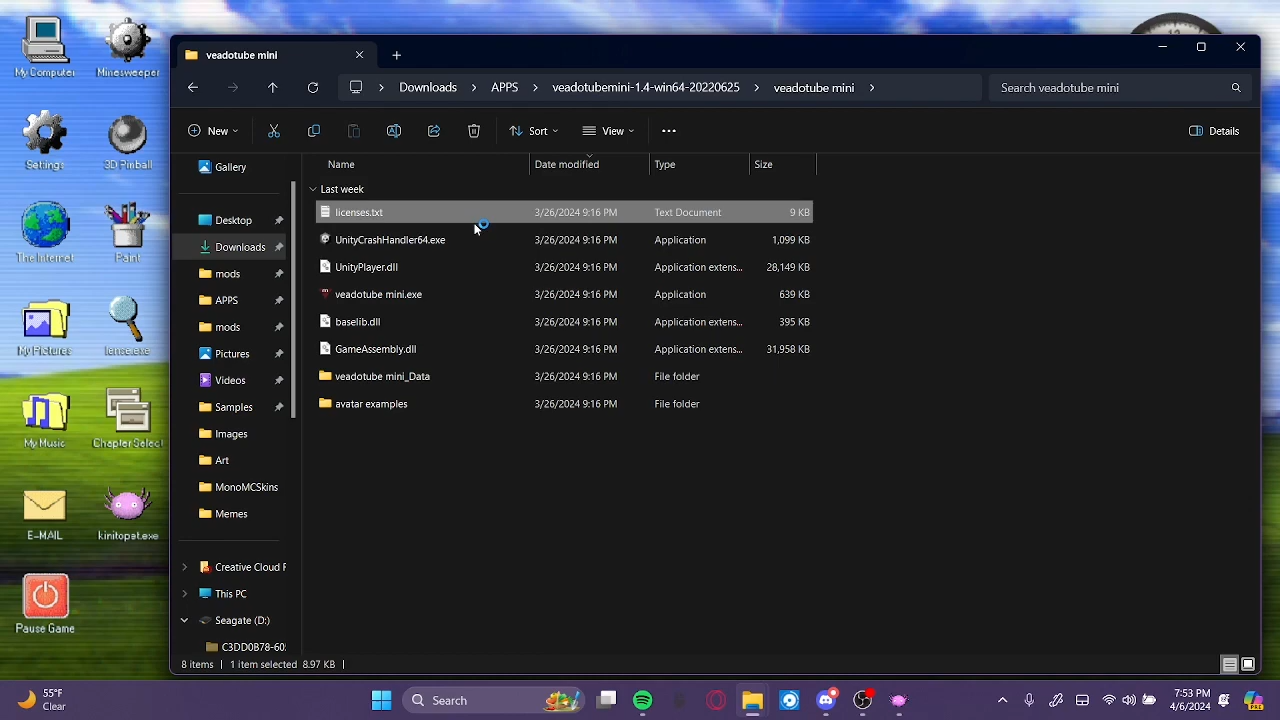 My Computer
Minesweeper
Settings
3D Pinball
The Internet
Paint
My Pictures
lence.exe
My Music
Chapter Select
E-MAIL
kinitopet.exe
Pause Game
veadotube mini
Downloads > APPS > veadotubemini-1.4-win64-20220625 > veadotube mini >
Search veadotube mini
New
Sort
View
Details
Gallery
Desktop
Downloads
mods
APPS
mods
Pictures
Videos
Samples
Images
Art
MonoMCSkins
Memes
Creative Cloud F
This PC
Seagate (D:)
C3DD0B78-60
Name Date modified Type Size
Last week
licenses.txt 3/26/2024 9:16 PM Text Document 9 KB
UnityCrashHandler64.exe 3/26/2024 9:16 PM Application 1,099 KB
UnityPlayer.dll 3/26/2024 9:16 PM Application extens... 28,149 KB
veadotube mini.exe 3/26/2024 9:16 PM Application 639 KB
baselib.dll 3/26/2024 9:16 PM Application extens... 395 KB
GameAssembly.dll 3/26/2024 9:16 PM Application extens... 31,958 KB
veadotube mini_Data 3/26/2024 9:16 PM File folder
avatar examples 3/26/2024 9:16 PM File folder
8 items 1 item selected 8.97 KB
55°F
Clear
Search
7:53 PM
4/6/2024